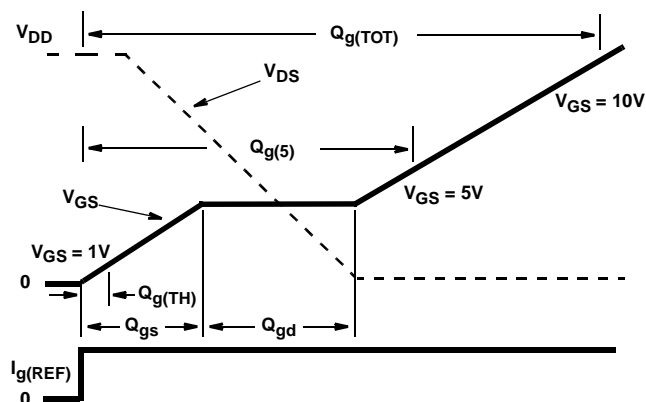 V_DD
Q_g(TOT)
V_DS
V_GS = 10V
Q_g(5)
V_GS
V_GS = 5V
V_GS = 1V
0
Q_g(TH)
Q_gs
Q_gd
I_g(REF)
0